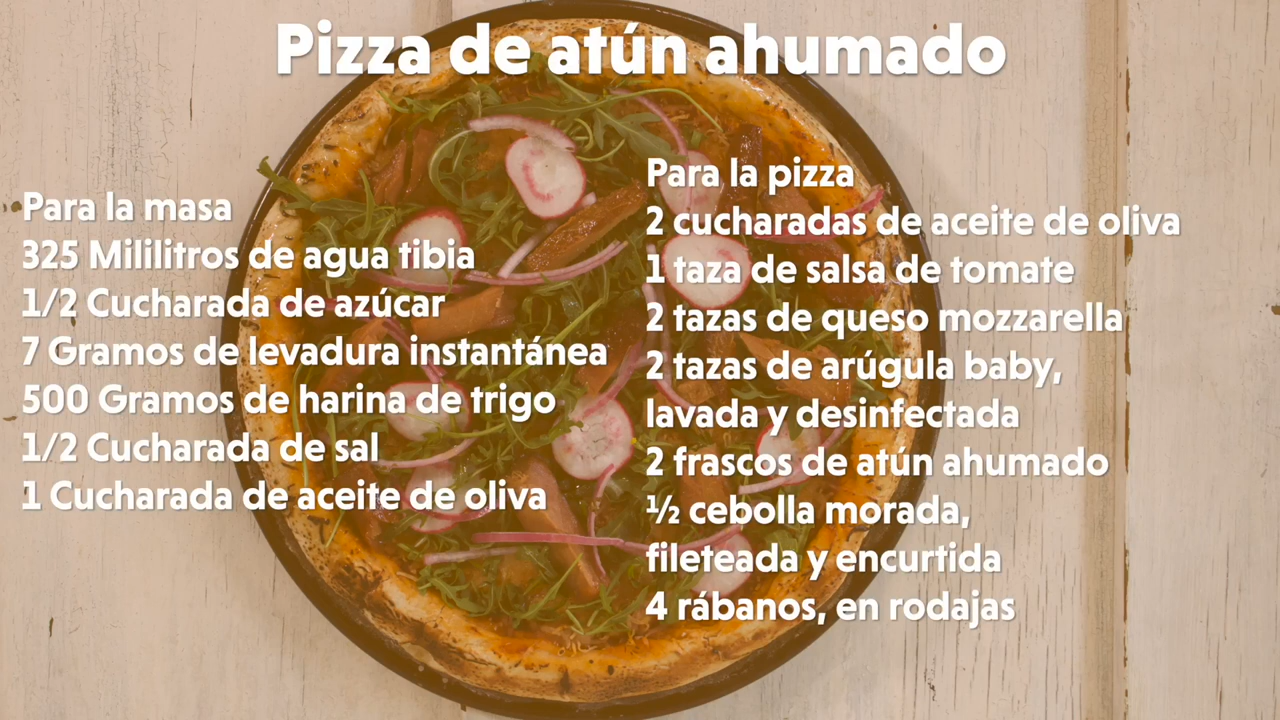 Pizza de atún ahumado
Para la masa
325 Mililitros de agua tibia
1/2 Cucharada de azúcar
7 Gramos de levadura instantánea
500 Gramos de harina de trigo
1/2 Cucharada de sal
1 Cucharada de aceite de oliva
Para la pizza
2 cucharadas de aceite de oliva
1 taza de salsa de tomate
2 tazas de queso mozzarella
2 tazas de arúgula baby,
lavada y desinfectada
2 frascos de atún ahumado
½ cebolla morada,
fileteada y encurtida
4 rábanos, en rodajas